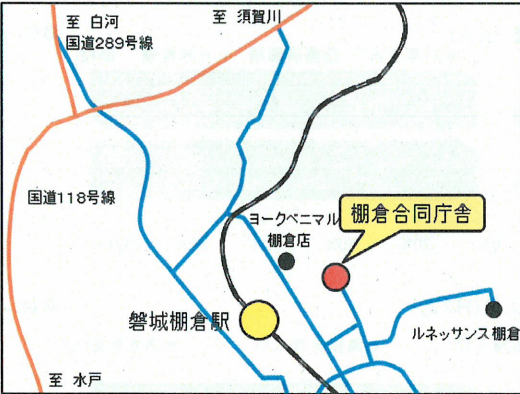 至 白河
国道289号線
至 須賀川
国道118号線
ヨークベニマル
棚倉店
棚倉合同庁舎
磐城棚倉駅
ルネッサンス棚倉
至 水戸